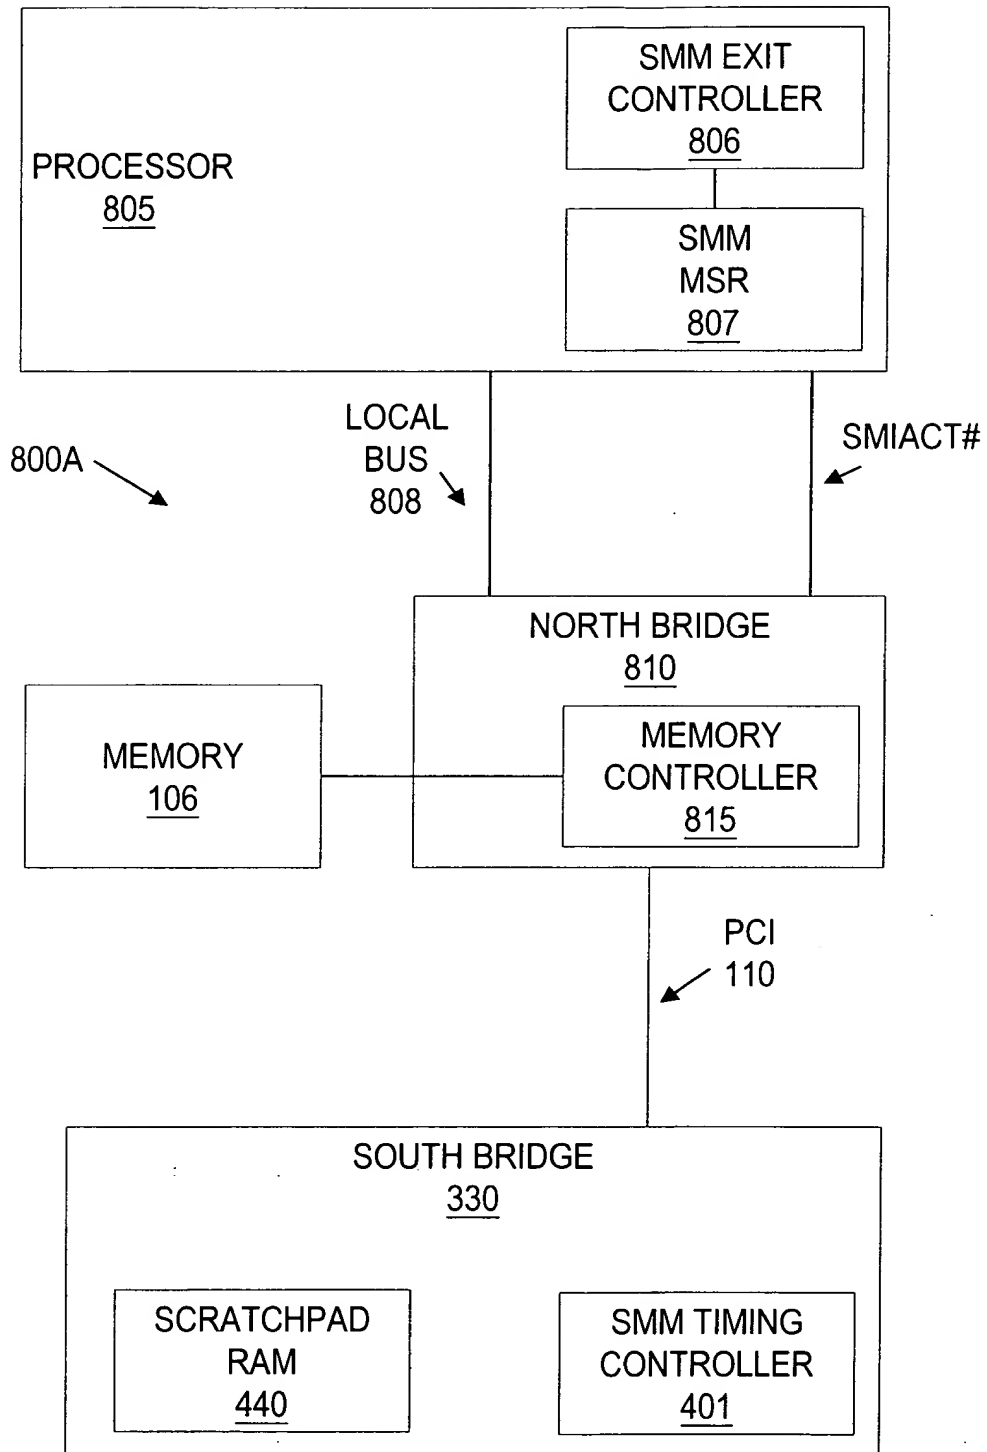 SMM EXIT
CONTROLLER
806
PROCESSOR
805
SMM
MSR
807
LOCAL
BUS
808
SMIACT#
800A
NORTH BRIDGE
810
MEMORY
CONTROLLER
815
MEMORY
106
PCI
110
SOUTH BRIDGE
330
SCRATCHPAD
RAM
440
SMM TIMING
CONTROLLER
401